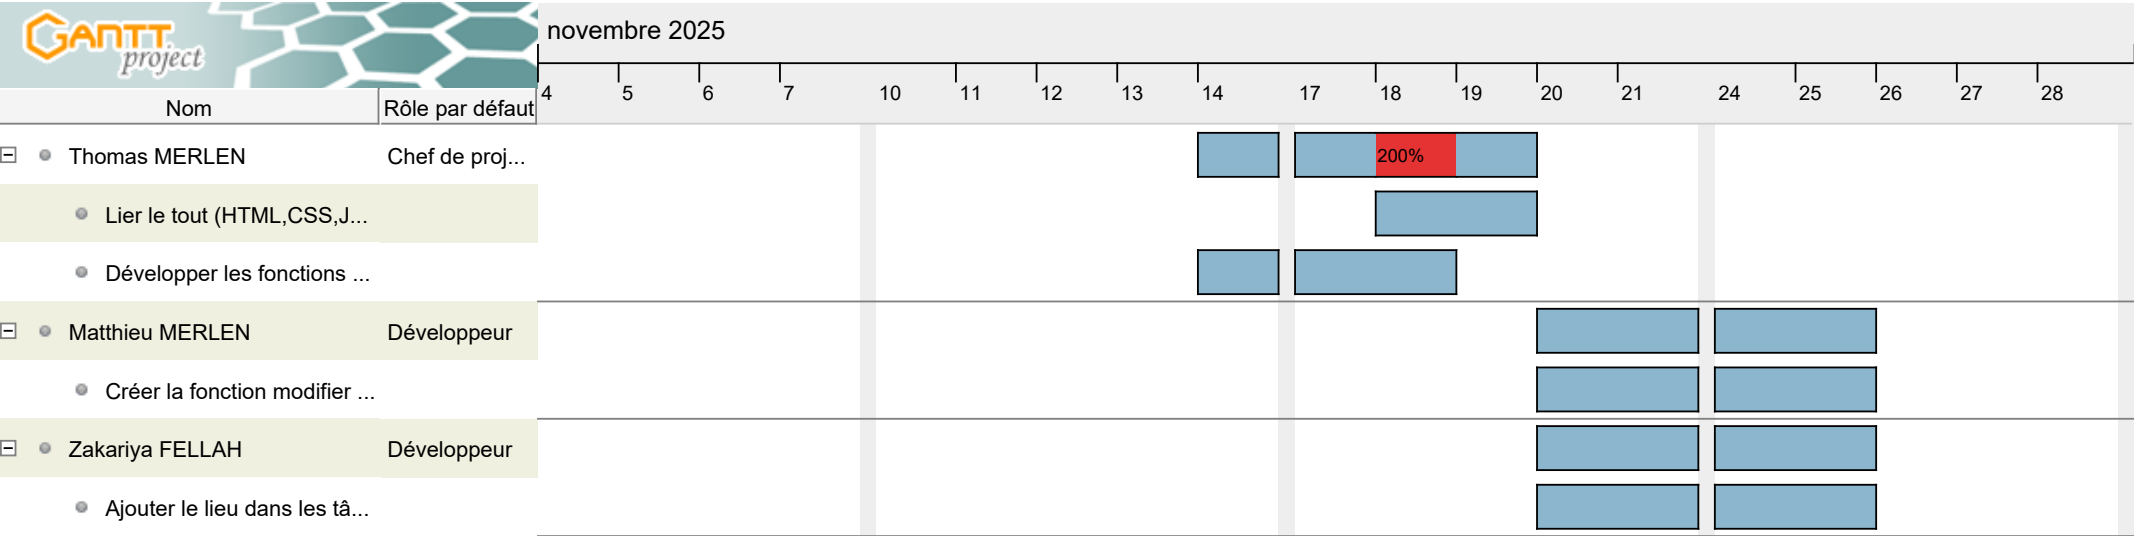 GANTT
project
novembre 2025
4 5 6 7 10 11 12 13 14 17 18 19 20 21 24 25 26 27 28
Nom Rôle par défaut
Thomas MERLEN Chef de proj... 200%
Lier le tout (HTML,CSS,J...
Développer les fonctions ...
Matthieu MERLEN Développeur
Créer la fonction modifier ...
Zakariya FELLAH Développeur
Ajouter le lieu dans les tâ...